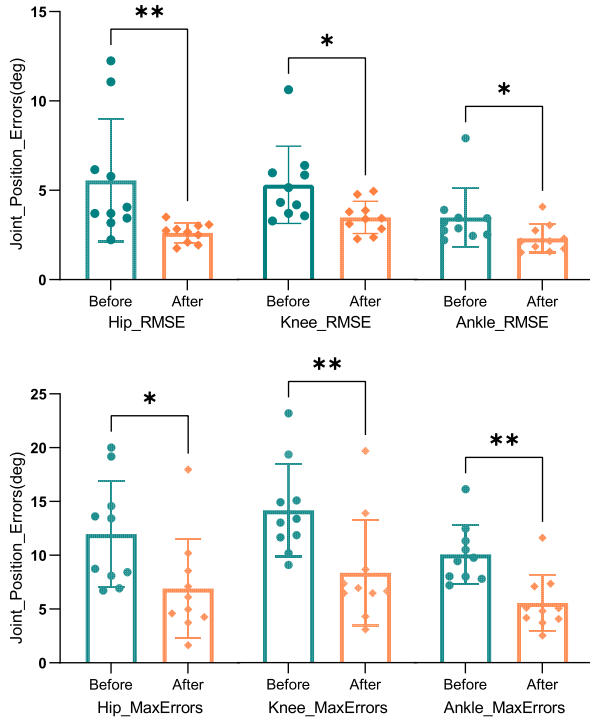 Joint_Position_Errors(deg)
15
10
5
0
**
*
*
Before After Before After Before After
Hip_RMSE Knee_RMSE Ankle_RMSE
Joint_Position_Errors(deg)
25
20
15
10
5
0
*
**
**
Before After Before After Before After
Hip_MaxErrors Knee_MaxErrors Ankle_MaxErrors